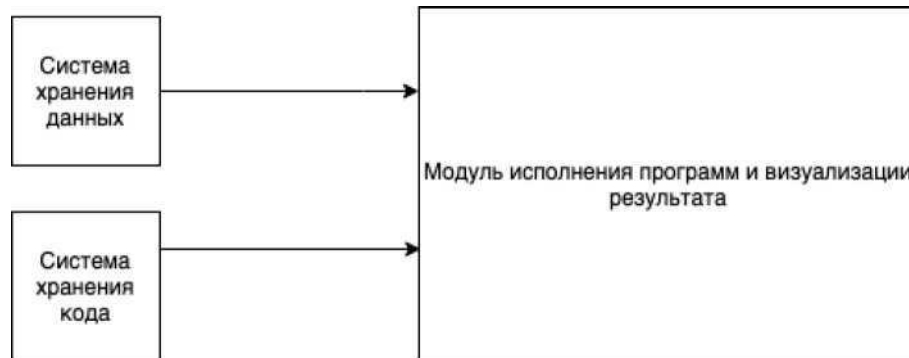 Система
хранения
данных
Модуль исполнения программ и визуализации
результата
Система
хранения
кода